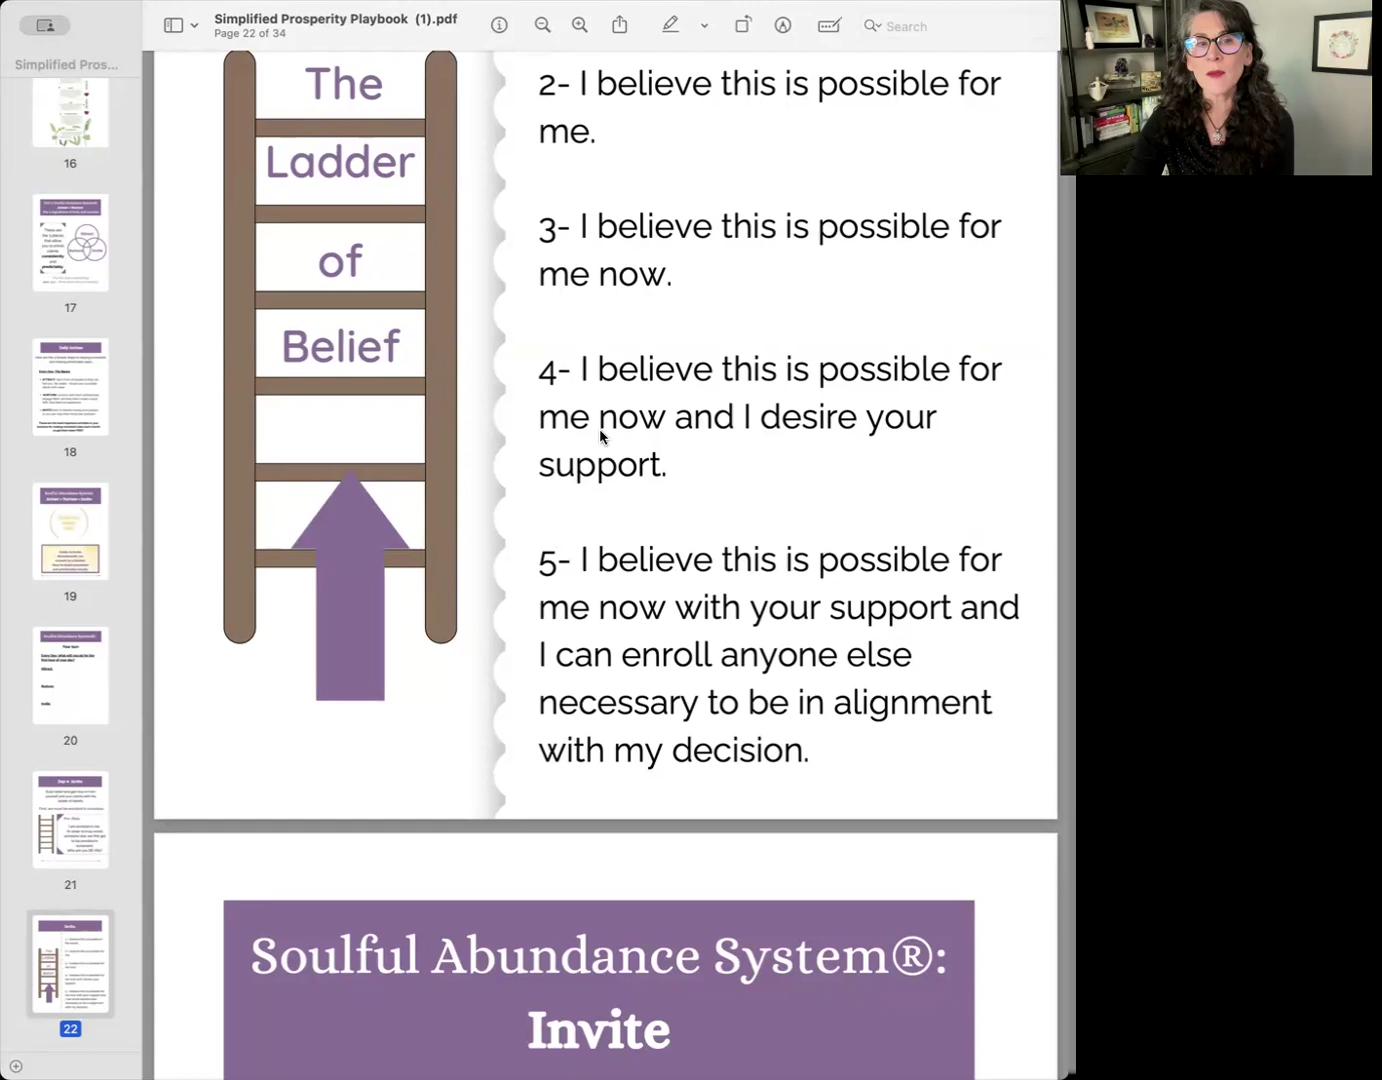 Simplified Prosperity Playbook (1).pdf
Page 22 of 34
Search
Simplified Pros...
16
17
18
19
20
21
22
The
Ladder
of
Belief
2- I believe this is possible for
me.
3- I believe this is possible for
me now.
4- I believe this is possible for
me now and I desire your
support.
5- I believe this is possible for
me now with your support and
I can enroll anyone else
necessary to be in alignment
with my decision.
Soulful Abundance System®:
Invite